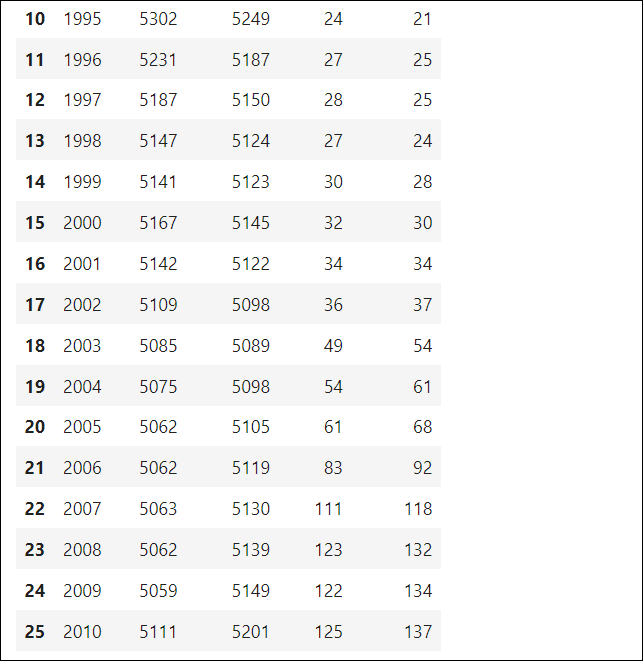 10 1995 5302 5249 24 21
11 1996 5231 5187 27 25
12 1997 5187 5150 28 25
13 1998 5147 5124 27 24
14 1999 5141 5123 30 28
15 2000 5167 5145 32 30
16 2001 5142 5122 34 34
17 2002 5109 5098 36 37
18 2003 5085 5089 49 54
19 2004 5075 5098 54 61
20 2005 5062 5105 61 68
21 2006 5062 5119 83 92
22 2007 5063 5130 111 118
23 2008 5062 5139 123 132
24 2009 5059 5149 122 134
25 2010 5111 5201 125 137